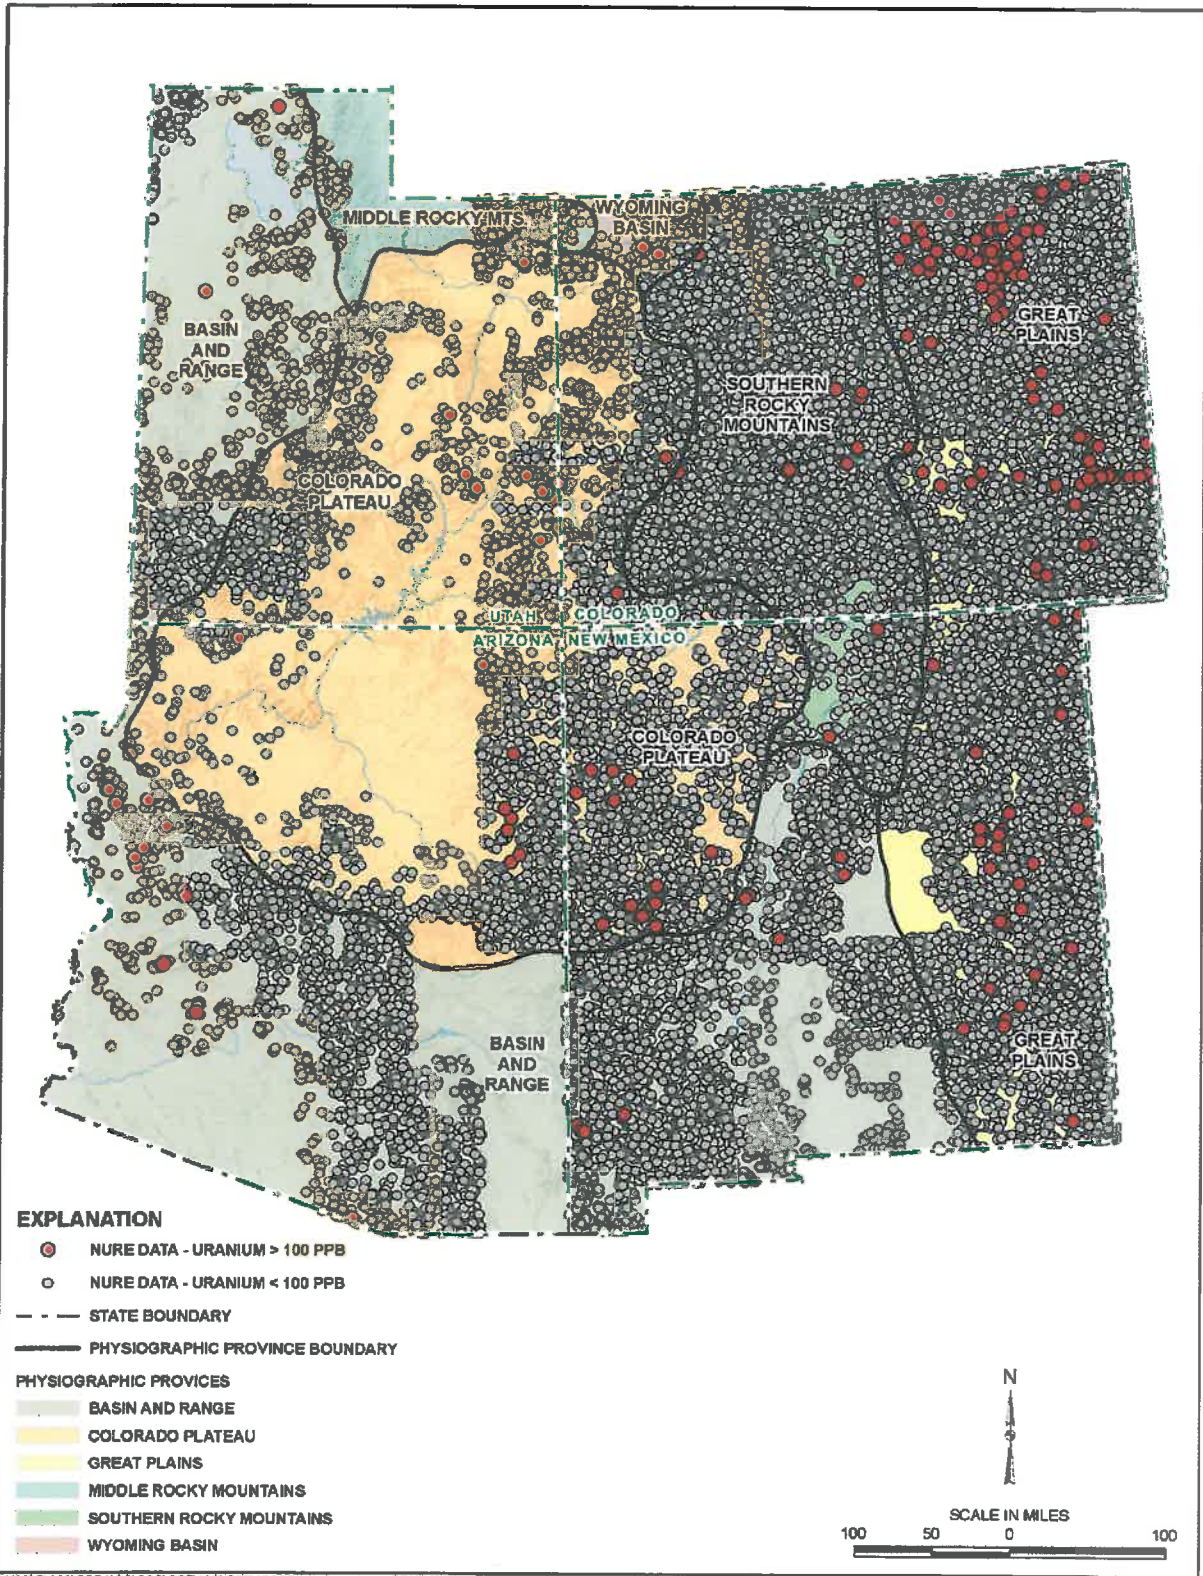 MIDDLE ROCKY MTS.
WYOMING
BASIN
BASIN
AND
RANGE
GREAT
PLAINS
SOUTHERN
ROCKY
MOUNTAINS
COLORADO
PLATEAU
UTAH
COLORADO
ARIZONA
NEW MEXICO
COLORADO
PLATEAU
BASIN
AND
RANGE
GREAT
PLAINS
EXPLANATION
NURE DATA - URANIUM > 100 PPB
NURE DATA - URANIUM < 100 PPB
STATE BOUNDARY
PHYSIOGRAPHIC PROVINCE BOUNDARY
PHYSIOGRAPHIC PROVICES
BASIN AND RANGE
COLORADO PLATEAU
GREAT PLAINS
MIDDLE ROCKY MOUNTAINS
SOUTHERN ROCKY MOUNTAINS
WYOMING BASIN
N
SCALE IN MILES
100 50 0 100